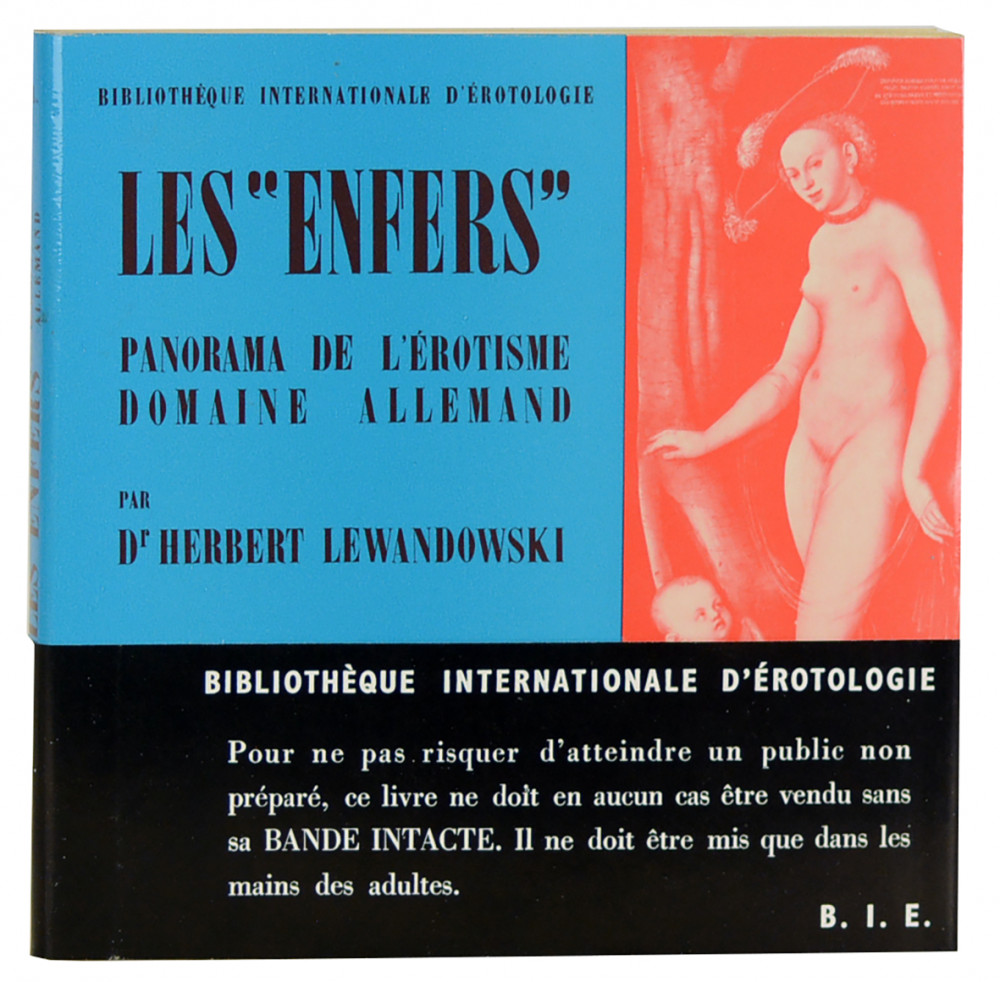 BIBLIOTHÈQUE INTERNATIONALE D'ÉROTOLOGIE
LES "ENFERS"
PANORAMA DE L'ÉROTISME
DOMAINE ALLEMAND
PAR
Dr HERBERT LEWANDOWSKI
LES ENFERS ALLEMAND
BIBLIOTHÈQUE INTERNATIONALE D'ÉROTOLOGIE
Pour ne pas risquer d'atteindre un public non
préparé, ce livre ne doit en aucun cas être vendu sans
sa BANDE INTACTE. Il ne doit être mis que dans les
mains des adultes.
B. I. E.